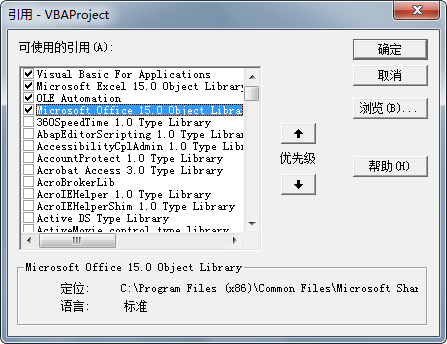 引用 - VBAProject
可使用的引用(A):
Visual Basic For Applications
Microsoft Excel 15.0 Object Library
OLE Automation
Microsoft Office 15.0 Object Libra
360SpeedTime 1.0 Type Library
AbapEditorScripting 1.0 Type Library
AccessibilityCplAdmin 1.0 Type Library
AccountProtect 1.0 Type Library
Acrobat Access 3.0 Type Library
AcroBrokerLib
AcroIEHelper 1.0 Type Library
AcroIEHelperShim 1.0 Type Library
Active DS Type Library
ActiveMovie control type library
确定
取消
浏览(B)...
优先级
帮助(H)
Microsoft Office 15.0 Object Library
定位: C:\Program Files (x86)\Common Files\Microsoft Shar
语言: 标准